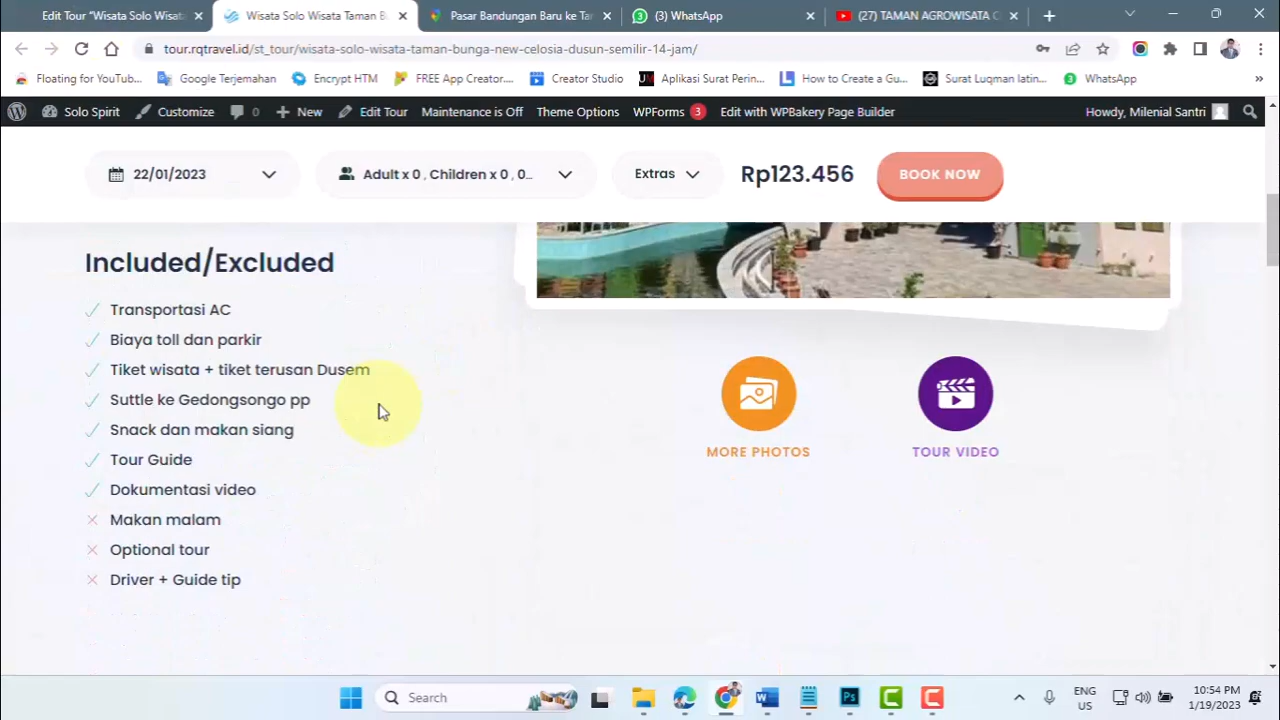 Edit Tour "Wisata Solo Wisat
Wisata Solo Wisata Taman B
Pasar Bandungan Baru ke Ta
(3) WhatsApp
(27) TAMAN AGROWISATA C
tour.rqtravel.id/st_tour/wisata-solo-wisata-taman-bunga-new-celosia-dusun-semilir-14-jam/
Floating for YouTub...
Google Terjemahan
Encrypt HTM
FREE App Creator....
Creator Studio
Aplikasi Surat Perin...
How to Create a Gu...
Surat Luqman latin...
WhatsApp
»
Solo Spirit
Customize
0
New
Edit Tour
Maintenance is Off
Theme Options
WPForms 3
Edit with WPBakery Page Builder
Howdy, Milenial Santri
22/01/2023
Adult x 0 , Children x 0 , 0...
Extras
Rp123.456
BOOK NOW
Included/Excluded
Transportasi AC
Biaya toll dan parkir
Tiket wisata + tiket terusan Dusem
Suttle ke Gedongsongo pp
Snack dan makan siang
Tour Guide
Dokumentasi video
Makan malam
Optional tour
Driver + Guide tip
MORE PHOTOS
TOUR VIDEO
Search
ENG
US
10:54 PM
1/19/2023